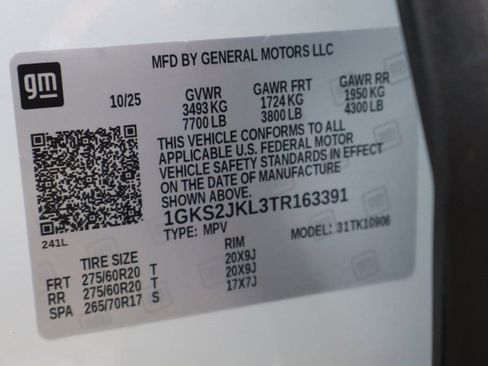 gm
MFD BY GENERAL MOTORS LLC
10/25 GVWR GAWR FRT GAWR RR
3493 KG 1724 KG 1950 KG
7700 LB 3800 LB 4300 LB
THIS VEHICLE CONFORMS TO ALL
APPLICABLE U.S. FEDERAL MOTOR
VEHICLE SAFETY STANDARDS IN EFFECT
ON THE DATE OF MANUFACTURE
SHOWN ABOVE
1GKS2JKL3TR163391
TYPE: MPV MODEL: 31TK10906
241L
TIRE SIZE RIM
FRT 275/60R20 T 20X9J
RR 275/60R20 T 20X9J
SPA 265/70R17 S 17X7J